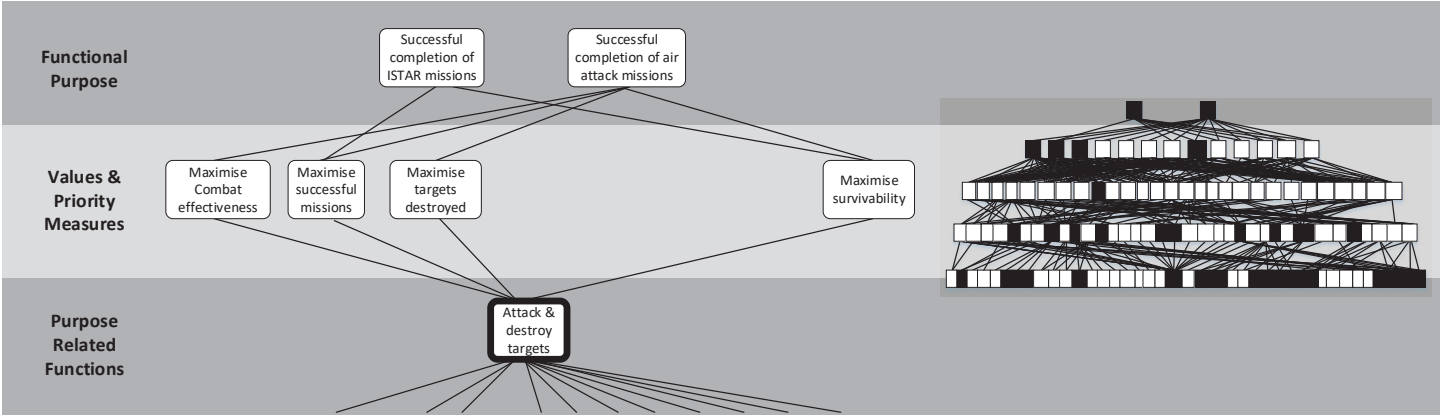 Functional
Purpose
Successful
completion of
ISTAR missions
Successful
completion of air
attack missions
Values &
Priority
Measures
Maximise
Combat
effectiveness
Maximise
successful
missions
Maximise
targets
destroyed
Maximise
survivability
Purpose
Related
Functions
Attack &
destroy
targets